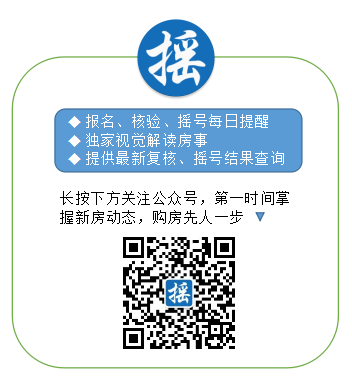 摇
◆ 报名、核验、摇号每日提醒
◆ 独家视觉解读房事
◆ 提供最新复核、摇号结果查询
长按下方关注公众号，第一时间掌
握新房动态，购房先人一步
摇